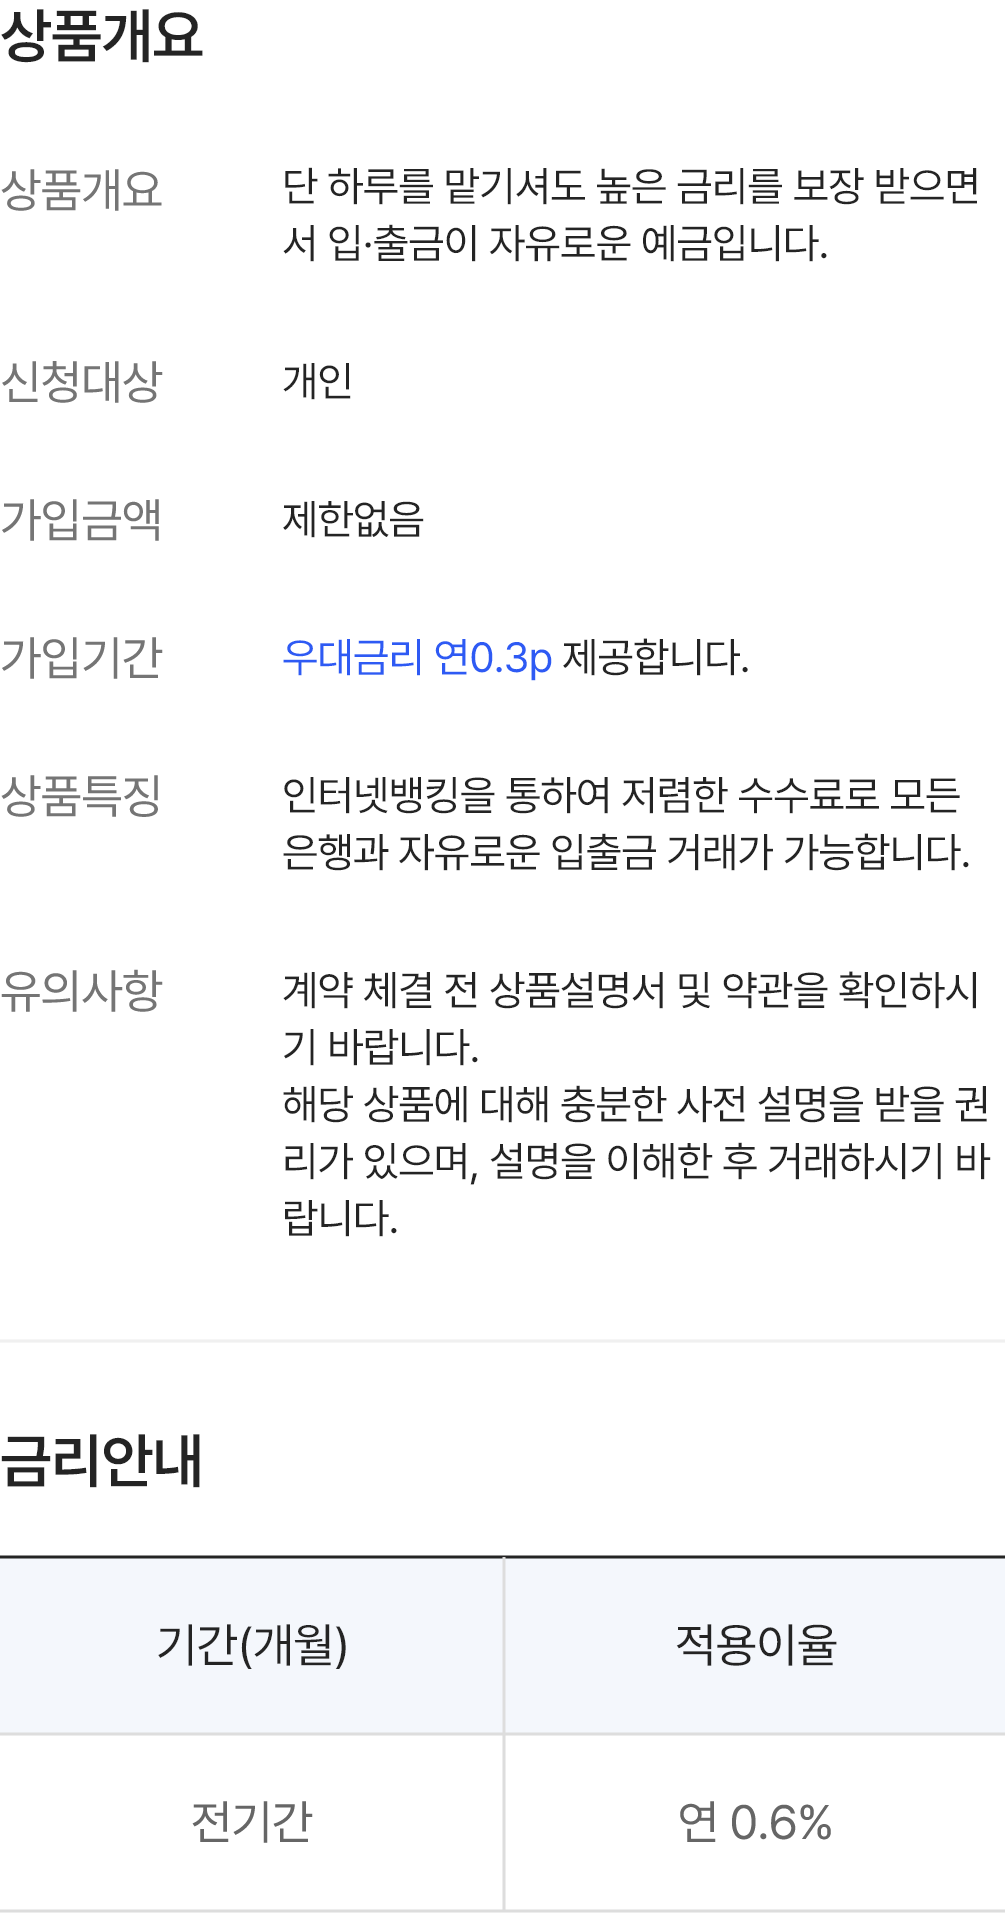 상품개요
상품개요 단 하루를 맡기셔도 높은 금리를 보장 받으면
서 입·출금이 자유로운 예금입니다.
신청대상 개인
가입금액 제한없음
가입기간 우대금리 연0.3p 제공합니다.
상품특징 인터넷뱅킹을 통하여 저렴한 수수료로 모든
은행과 자유로운 입출금 거래가 가능합니다.
유의사항 계약 체결 전 상품설명서 및 약관을 확인하시
기 바랍니다.
해당 상품에 대해 충분한 사전 설명을 받을 권
리가 있으며, 설명을 이해한 후 거래하시기 바
랍니다.
금리안내
기간(개월) 적용이율
전기간 연 0.6%